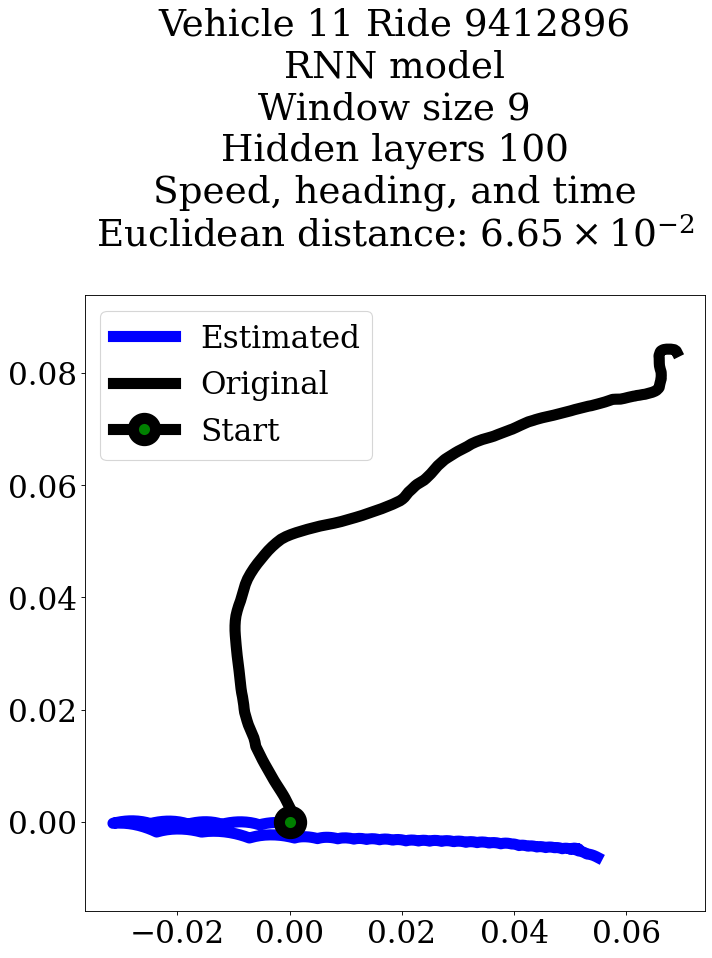 Vehicle 11 Ride 9412896
RNN model
Window size 9
Hidden layers 100
Speed, heading, and time
Euclidean distance: 6.65 × 10⁻²
Estimated
Original
Start
0.08
0.06
0.04
0.02
0.00
−0.02 0.00 0.02 0.04 0.06